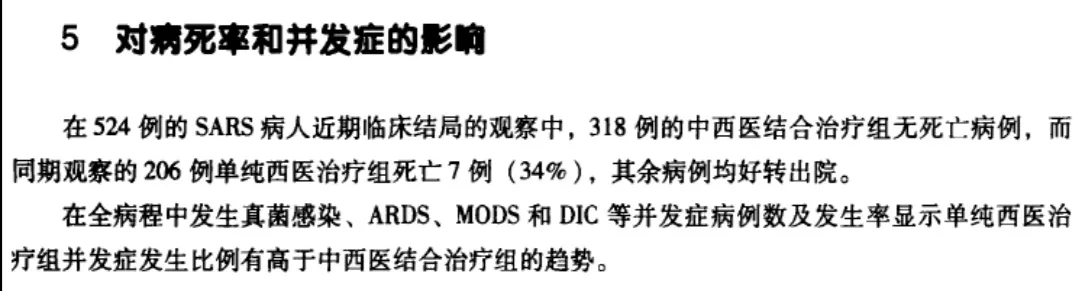 5 对病死率和并发症的影响
在 524 例的 SARS 病人近期临床结局的观察中，318 例的中西医结合治疗组无死亡病例，而
同期观察的 206 例单纯西医治疗组死亡 7 例（34%），其余病例均好转出院。
在全病程中发生真菌感染、ARDS、MODS 和 DIC 等并发症病例数及发生率显示单纯西医治
疗组并发症发生比例有高于中西医结合治疗组的趋势。